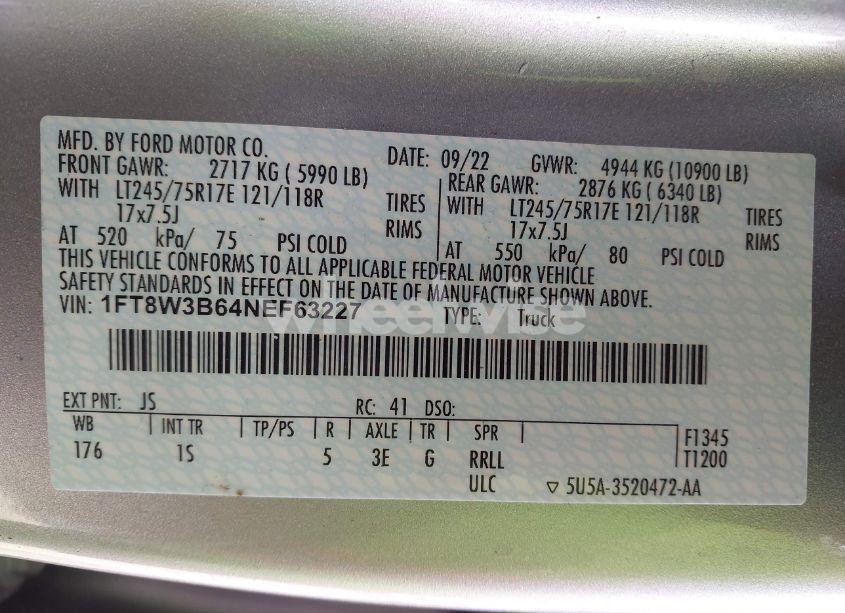 MFD. BY FORD MOTOR CO.
DATE: 09/22 GVWR: 4944 KG (10900 LB)
FRONT GAWR: 2717 KG ( 5990 LB)
WITH LT245/75R17E 121/118R TIRES
17x7.5J RIMS
AT 520 kPa/ 75 PSI COLD
REAR GAWR: 2876 KG ( 6340 LB)
WITH LT245/75R17E 121/118R TIRES
17x7.5J RIMS
AT 550 kPa/ 80 PSI COLD
THIS VEHICLE CONFORMS TO ALL APPLICABLE FEDERAL MOTOR VEHICLE
SAFETY STANDARDS IN EFFECT ON THE DATE OF MANUFACTURE SHOWN ABOVE.
VIN: 1FT8W3B64NEF63227 TYPE: Truck
EXT PNT: JS RC: 41 DSO:
WB INT TR TP/PS R AXLE TR SPR F1345
176 1S 5 3E G RRLL T1200
ULC ▽ 5U5A-3520472-AA